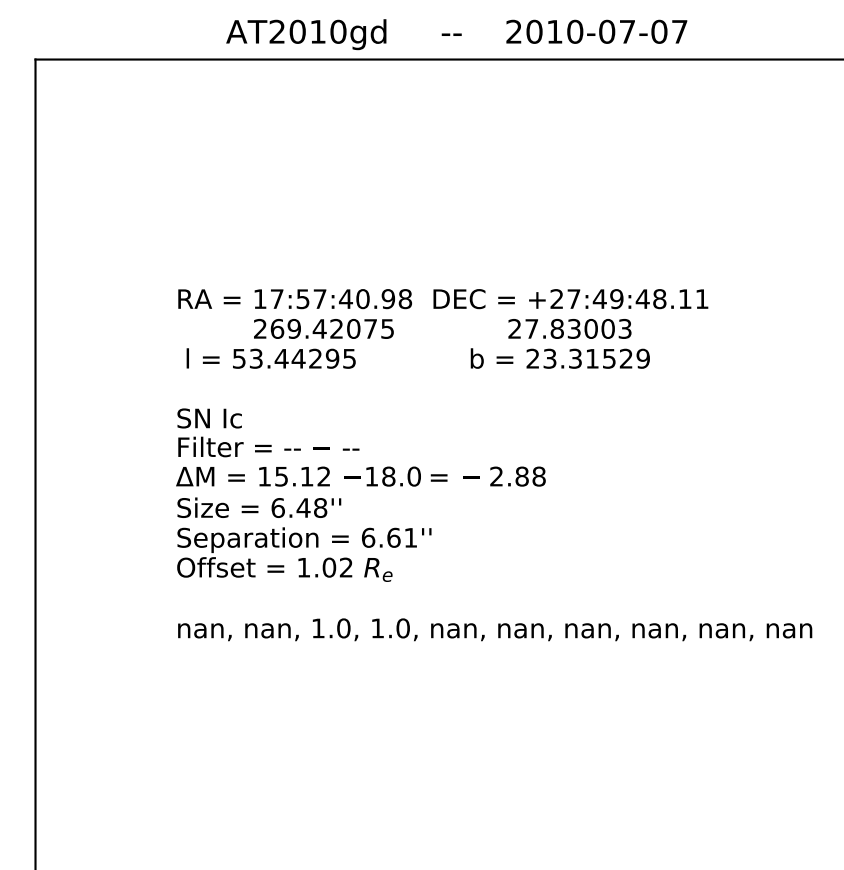 AT2010gd -- 2010-07-07
RA = 17:57:40.98 DEC = +27:49:48.11
269.42075 27.83003
l = 53.44295 b = 23.31529
SN Ic
Filter = -- − --
ΔM = 15.12 −18.0 = − 2.88
Size = 6.48''
Separation = 6.61''
Offset = 1.02 Rₑ
nan, nan, 1.0, 1.0, nan, nan, nan, nan, nan, nan